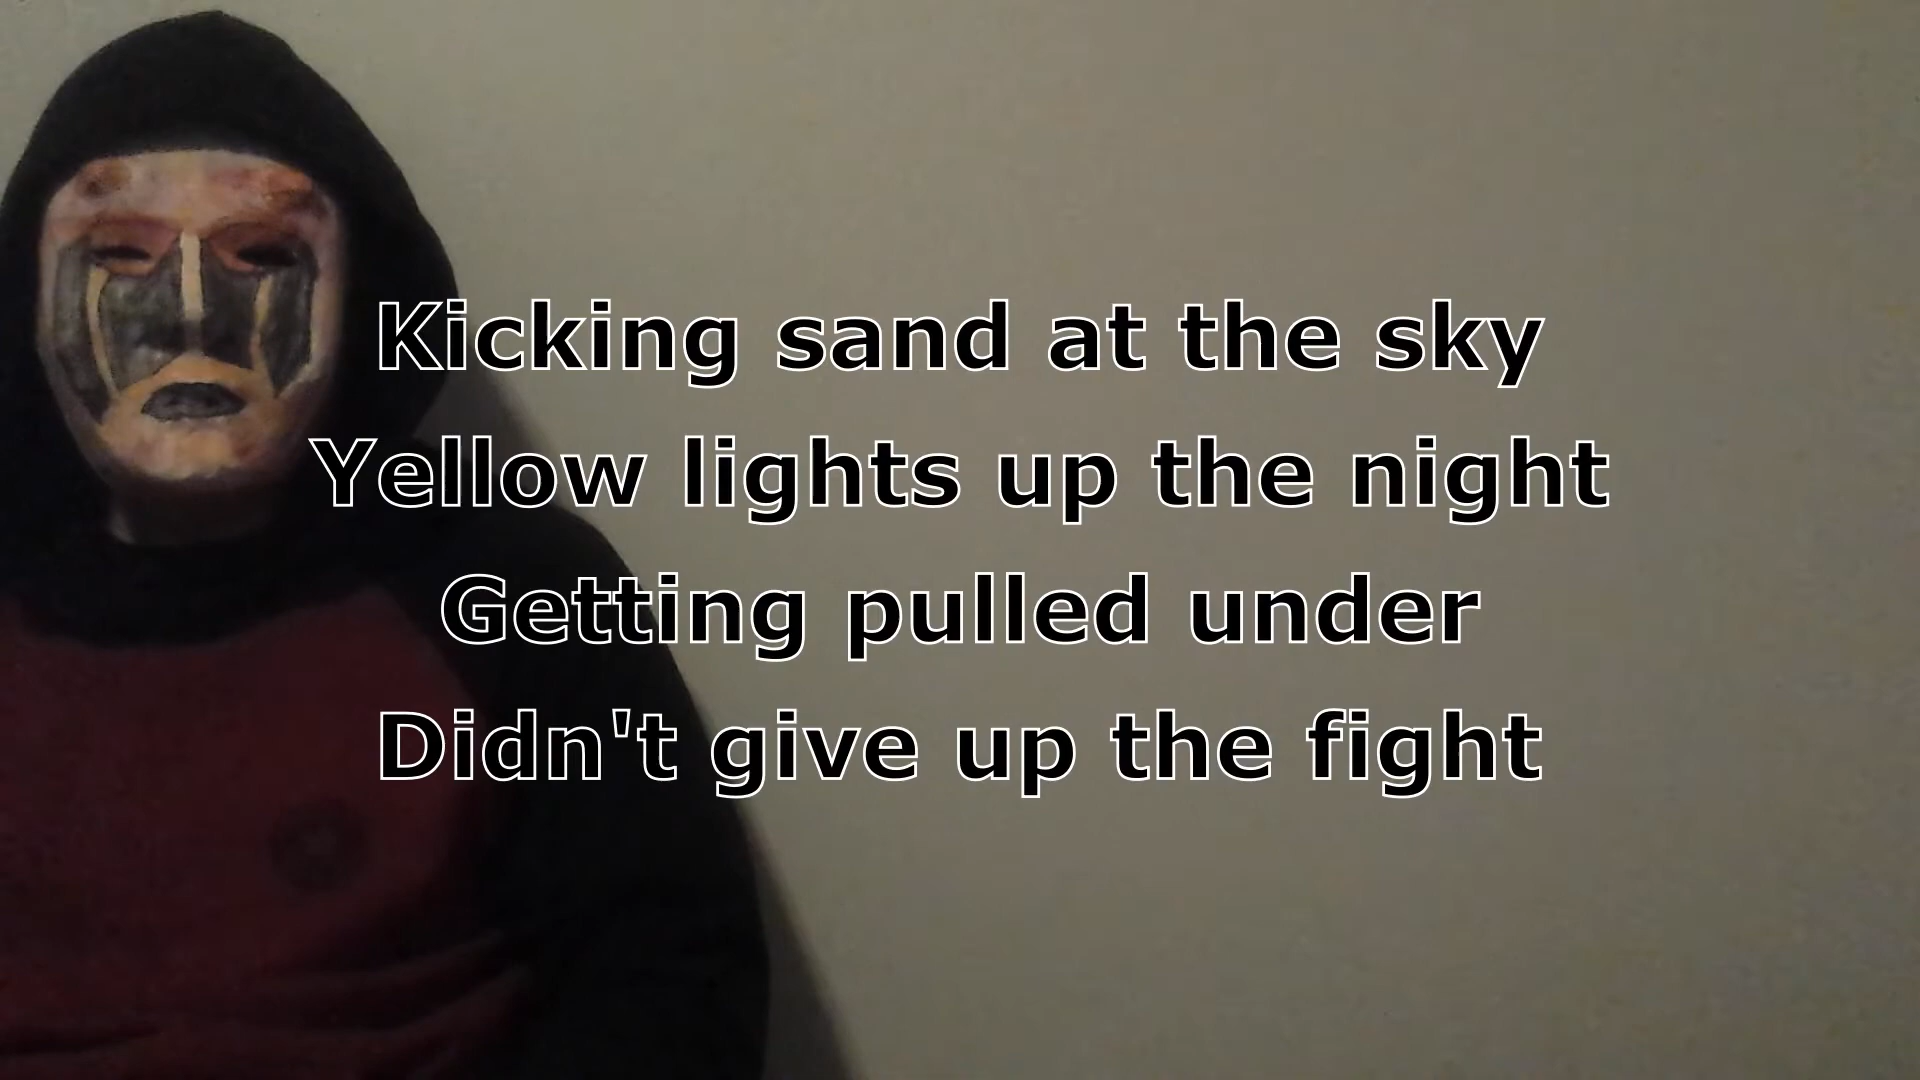 Kicking sand at the sky
Yellow lights up the night
Getting pulled under
Didn't give up the fight